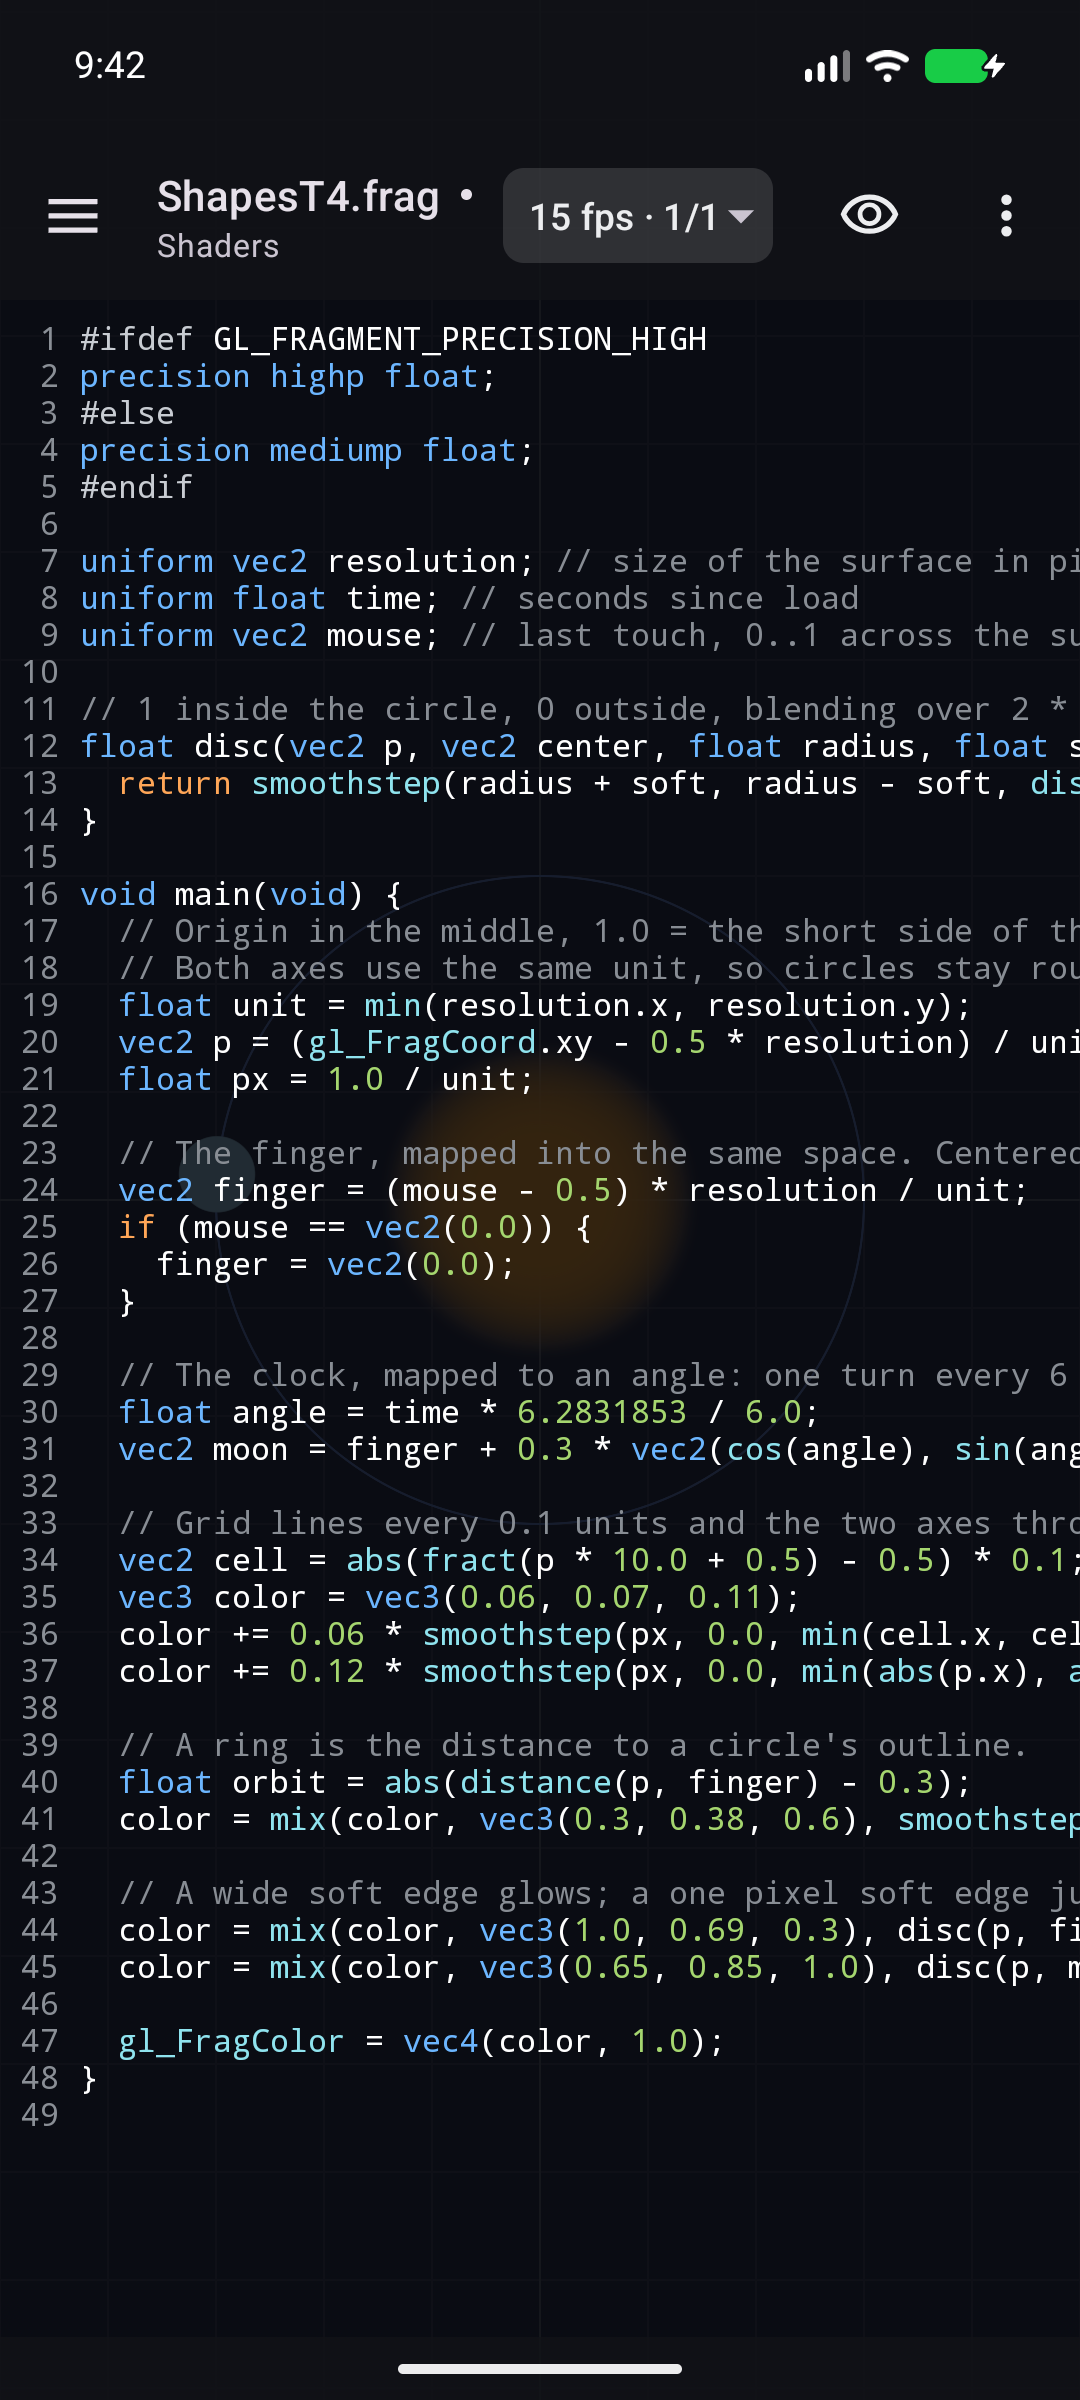 9:42
ShapesT4.frag •
Shaders
15 fps · 1/1
1 #ifdef GL_FRAGMENT_PRECISION_HIGH
2 precision highp float;
3 #else
4 precision mediump float;
5 #endif
6
7 uniform vec2 resolution; // size of the surface in pi
8 uniform float time; // seconds since load
9 uniform vec2 mouse; // last touch, 0..1 across the su
10
11 // 1 inside the circle, 0 outside, blending over 2 *
12 float disc(vec2 p, vec2 center, float radius, float s
13   return smoothstep(radius + soft, radius - soft, dis
14 }
15
16 void main(void) {
17   // Origin in the middle, 1.0 = the short side of th
18   // Both axes use the same unit, so circles stay rou
19   float unit = min(resolution.x, resolution.y);
20   vec2 p = (gl_FragCoord.xy - 0.5 * resolution) / uni
21   float px = 1.0 / unit;
22
23   // The finger, mapped into the same space. Centered
24   vec2 finger = (mouse - 0.5) * resolution / unit;
25   if (mouse == vec2(0.0)) {
26     finger = vec2(0.0);
27   }
28
29   // The clock, mapped to an angle: one turn every 6
30   float angle = time * 6.2831853 / 6.0;
31   vec2 moon = finger + 0.3 * vec2(cos(angle), sin(ang
32
33   // Grid lines every 0.1 units and the two axes thro
34   vec2 cell = abs(fract(p * 10.0 + 0.5) - 0.5) * 0.1;
35   vec3 color = vec3(0.06, 0.07, 0.11);
36   color += 0.06 * smoothstep(px, 0.0, min(cell.x, cel
37   color += 0.12 * smoothstep(px, 0.0, min(abs(p.x), a
38
39   // A ring is the distance to a circle's outline.
40   float orbit = abs(distance(p, finger) - 0.3);
41   color = mix(color, vec3(0.3, 0.38, 0.6), smoothstep
42
43   // A wide soft edge glows; a one pixel soft edge ju
44   color = mix(color, vec3(1.0, 0.69, 0.3), disc(p, fi
45   color = mix(color, vec3(0.65, 0.85, 1.0), disc(p, m
46
47   gl_FragColor = vec4(color, 1.0);
48 }
49